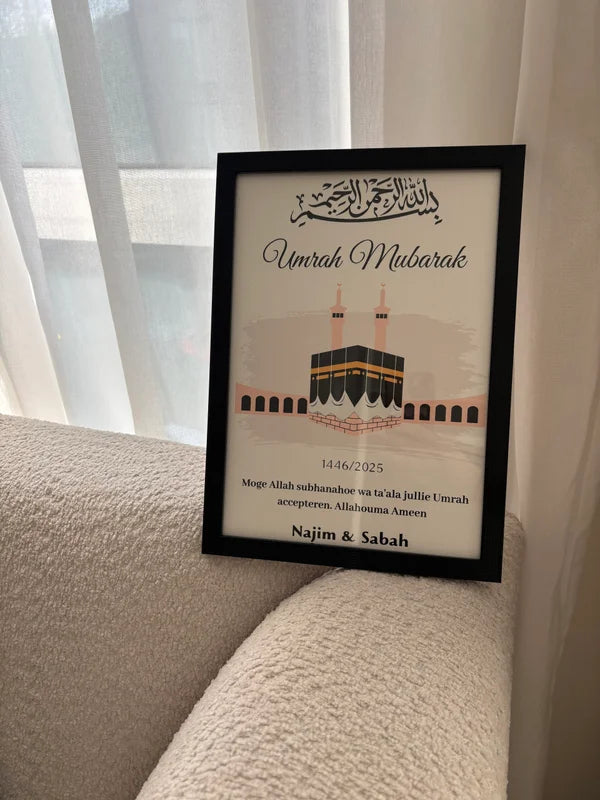 بسم الله الرحمن الرحيم
Umrah Mubarak
1446/2025
Moge Allah subhanahoe wa ta'ala jullie Umrah
accepteren. Allahouma Ameen
Najim & Sabah